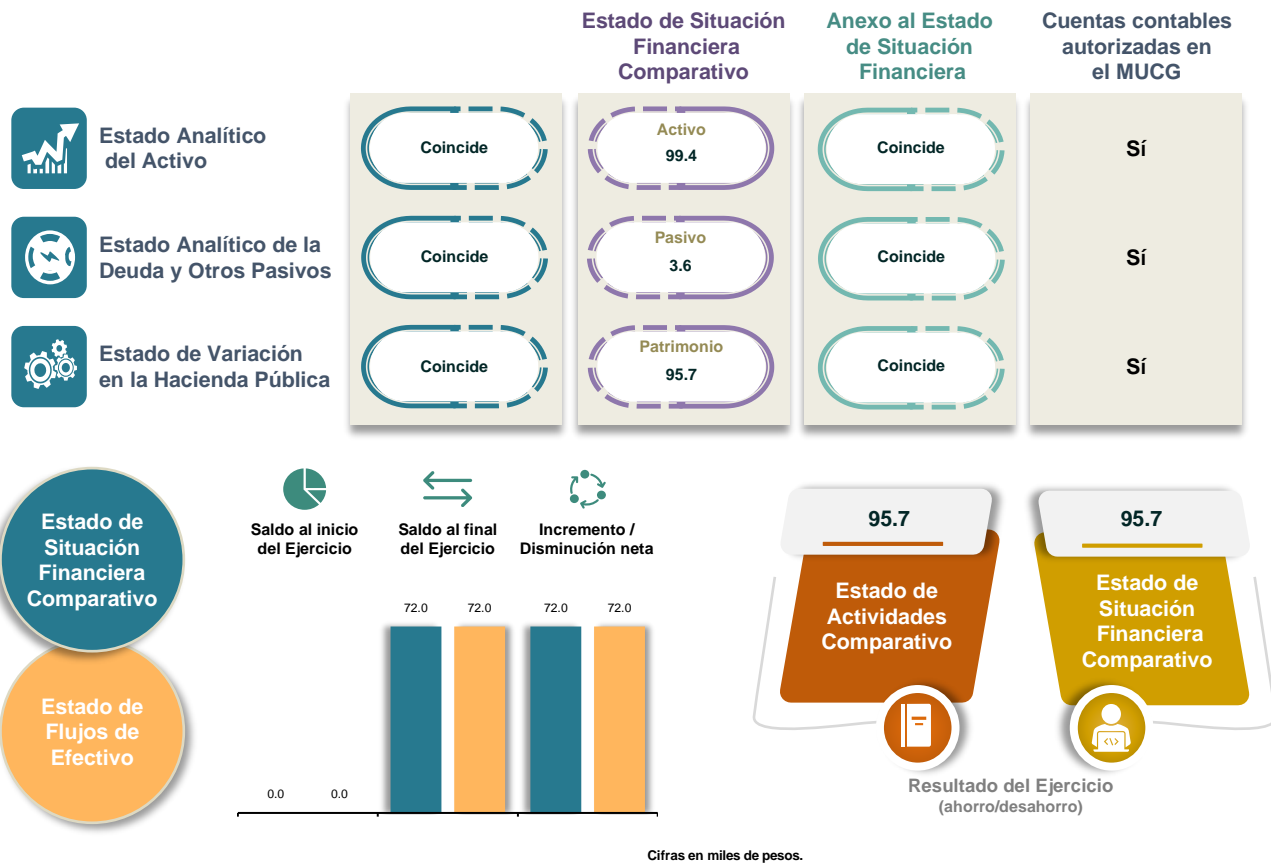 Estado de Situación
Financiera
Comparativo
Anexo al Estado
de Situación
Financiera
Cuentas contables
autorizadas en
el MUCG
Estado Analítico
del Activo
Coincide
Activo
99.4
Coincide
Sí
Estado Analítico de la
Deuda y Otros Pasivos
Coincide
Pasivo
3.6
Coincide
Sí
Estado de Variación
en la Hacienda Pública
Coincide
Patrimonio
95.7
Coincide
Sí
Estado de
Situación
Financiera
Comparativo
Estado de
Flujos de
Efectivo
Saldo al inicio
del Ejercicio
Saldo al final
del Ejercicio
Incremento /
Disminución neta
0.0 0.0
72.0 72.0
72.0 72.0
95.7
Estado de
Actividades
Comparativo
95.7
Estado de
Situación
Financiera
Comparativo
Resultado del Ejercicio
(ahorro/desahorro)
Cifras en miles de pesos.